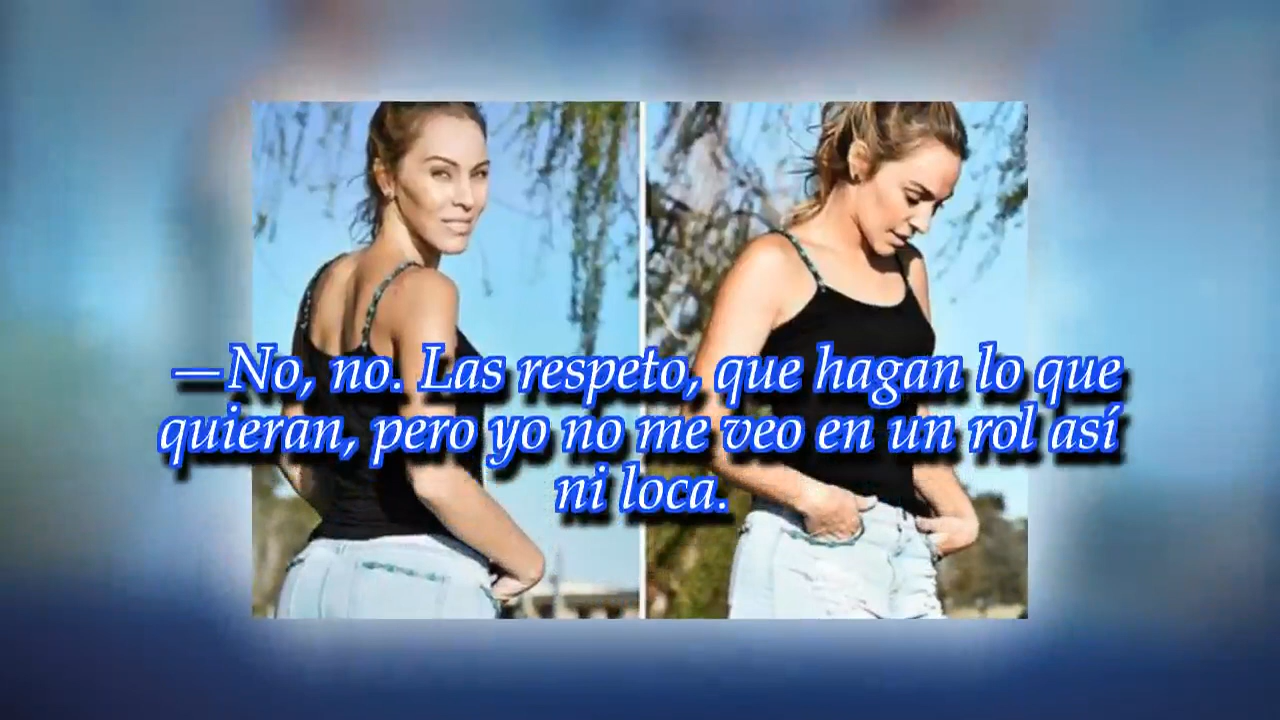 —No, no. Las respeto, que hagan lo que
quieran, pero yo no me veo en un rol así
ni loca.